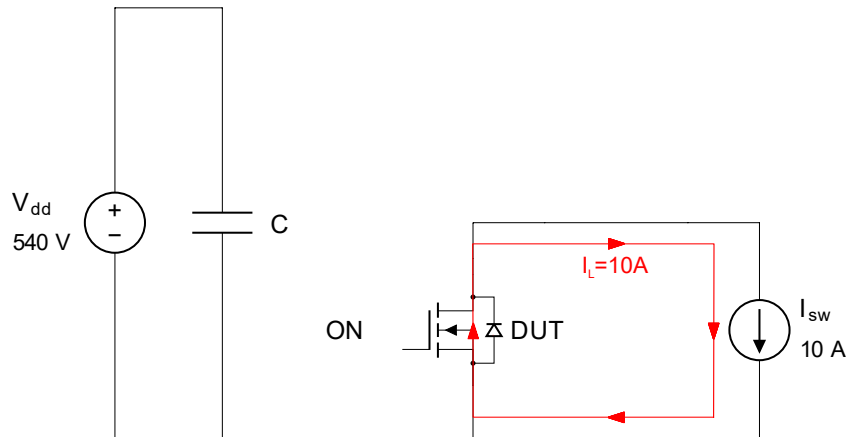 V_dd
540 V
+
−
C
ON
DUT
I_L=10A
I_sw
10 A